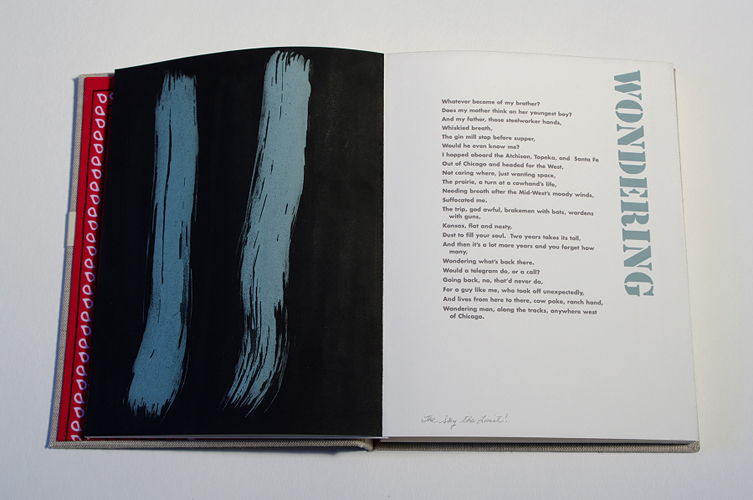 WONDERING
Whatever became of my brother?
Does my mother think on her youngest boy?
And my father, those steelworker hands,
Whiskied breath,
The gin mill stop before supper,
Would he even know me?
I hopped aboard the Atchison, Topeka, and Santa Fe
Out of Chicago and headed for the West,
Not caring where, just wanting space,
The prairie, a turn at a cowhand's life,
Needing breath after the Mid-West's moody winds,
Suffocated me.
The trip, god awful, brakemen with bats, wardens
with guns,
Kansas, flat and nasty,
Dust to fill your soul. Two years takes its toll,
And then it's a lot more years and you forget how
many,
Wondering what's back there.
Would a telegram do, or a call?
Going back, no, that'd never do,
For a guy like me, who took off unexpectedly,
And lives from here to there, cow poke, ranch hand,
Wondering man, along the tracks, anywhere west
of Chicago.
The Sky the Limit!